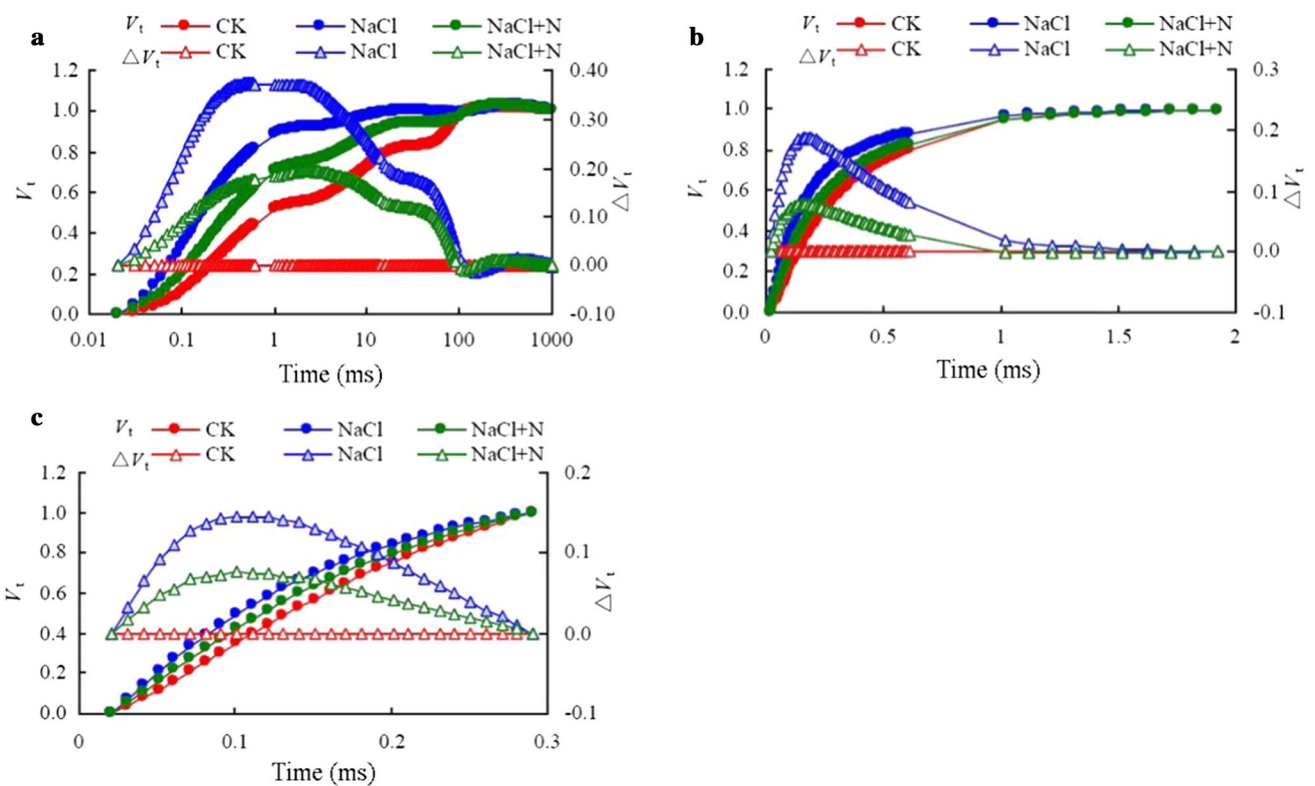 a
Vt CK NaCl NaCl+N
△Vt CK NaCl NaCl+N
1.2 0.40
1.0 0.30
0.8
0.6 0.20
0.4 0.10
0.2 0.00
0.0 -0.10
Vt
△Vt
0.01 0.1 1 10 100 1000
Time (ms)
b
Vt CK NaCl NaCl+N
△Vt CK NaCl NaCl+N
1.2 0.3
1.0
0.8 0.2
0.6 0.1
0.4
0.2 0.0
0.0 -0.1
Vt
△Vt
0 0.5 1 1.5 2
Time (ms)
c
Vt CK NaCl NaCl+N
△Vt CK NaCl NaCl+N
1.2 0.2
1.0
0.8 0.1
0.6
0.4 0.0
0.2
0.0 -0.1
Vt
△Vt
0 0.1 0.2 0.3
Time (ms)